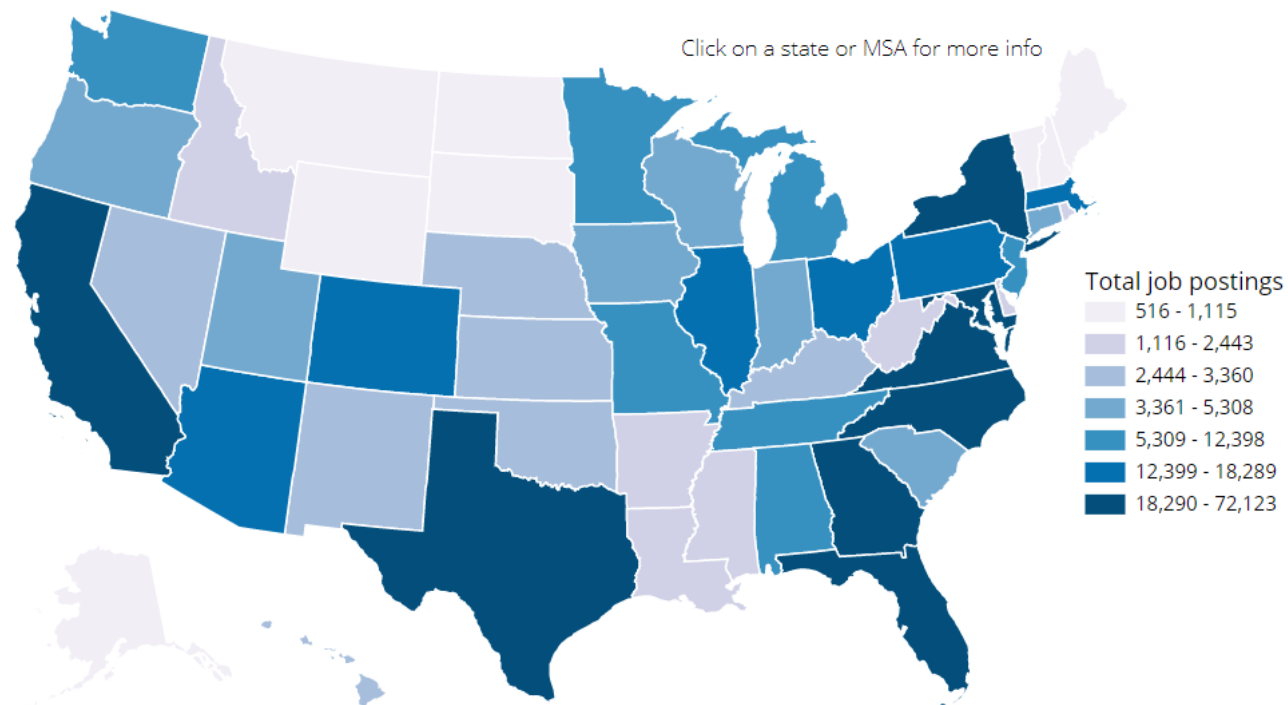 Click on a state or MSA for more info
Total job postings
516 - 1,115
1,116 - 2,443
2,444 - 3,360
3,361 - 5,308
5,309 - 12,398
12,399 - 18,289
18,290 - 72,123